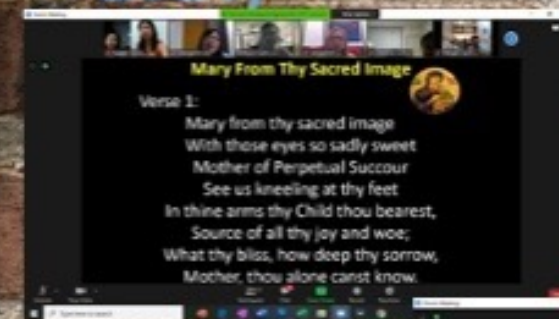 Mary From Thy Sacred Image
Verse 1:
Mary from thy sacred image
With those eyes so sadly sweet
Mother of Perpetual Succour
See us kneeling at thy feet
In thine arms thy Child thou bearest,
Source of all thy joy and woe;
What thy bliss, how deep thy sorrow,
Mother, thou alone canst know.